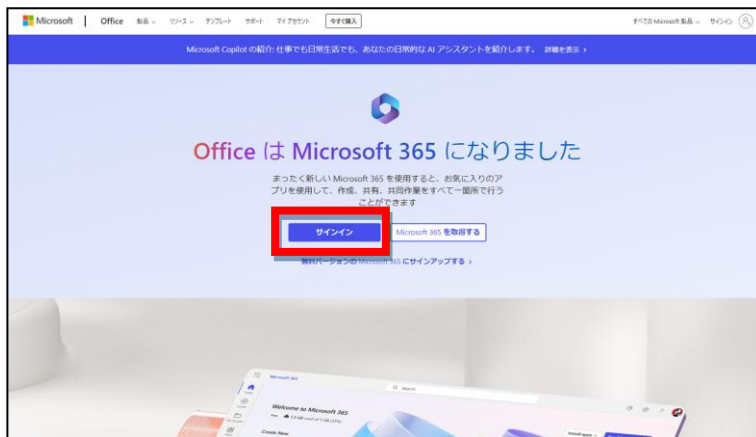 Microsoft Office 製品 リソース テンプレート サポート マイ アカウント 今すぐ購入 すべての Microsoft 製品 サインイン
Microsoft Copilot の紹介: 仕事でも日常生活でも、あなたの日常的な AI アシスタントを紹介します。 詳細を表示 >
Office は Microsoft 365 になりました
まったく新しい Microsoft 365 を使用すると、お気に入りのア
プリを使用して、作成、共有、共同作業をすべて一箇所で行う
ことができます
サインイン Microsoft 365 を取得する
無料バージョンの Microsoft 365 にサインアップする >
Microsoft 365 Search
Welcome to Microsoft 365
Install apps
Create New